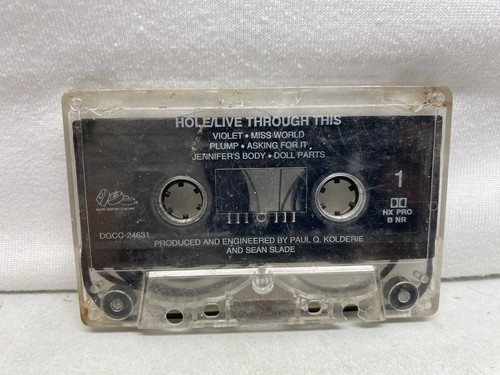 HOLE/LIVE THROUGH THIS
VIOLET • MISS WORLD
PLUMP • ASKING FOR IT
JENNIFER'S BODY • DOLL PARTS
1
HX PRO
B NR
DGCC-24631
PRODUCED AND ENGINEERED BY PAUL Q. KOLDERIE
AND SEAN SLADE